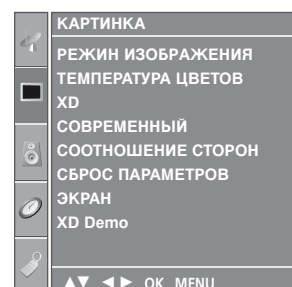 КАРТИНКА
РЕЖИН ИЗОБРАЖЕНИЯ
ТЕМПЕРАТУРА ЦВЕТОВ
XD
СОВРЕМЕННЫЙ
СООТНОШЕНИЕ СТОРОН
СБРОС ПАРАМЕТРОВ
ЭКРАН
XD Demo
▲▼ ◄► OK MENU